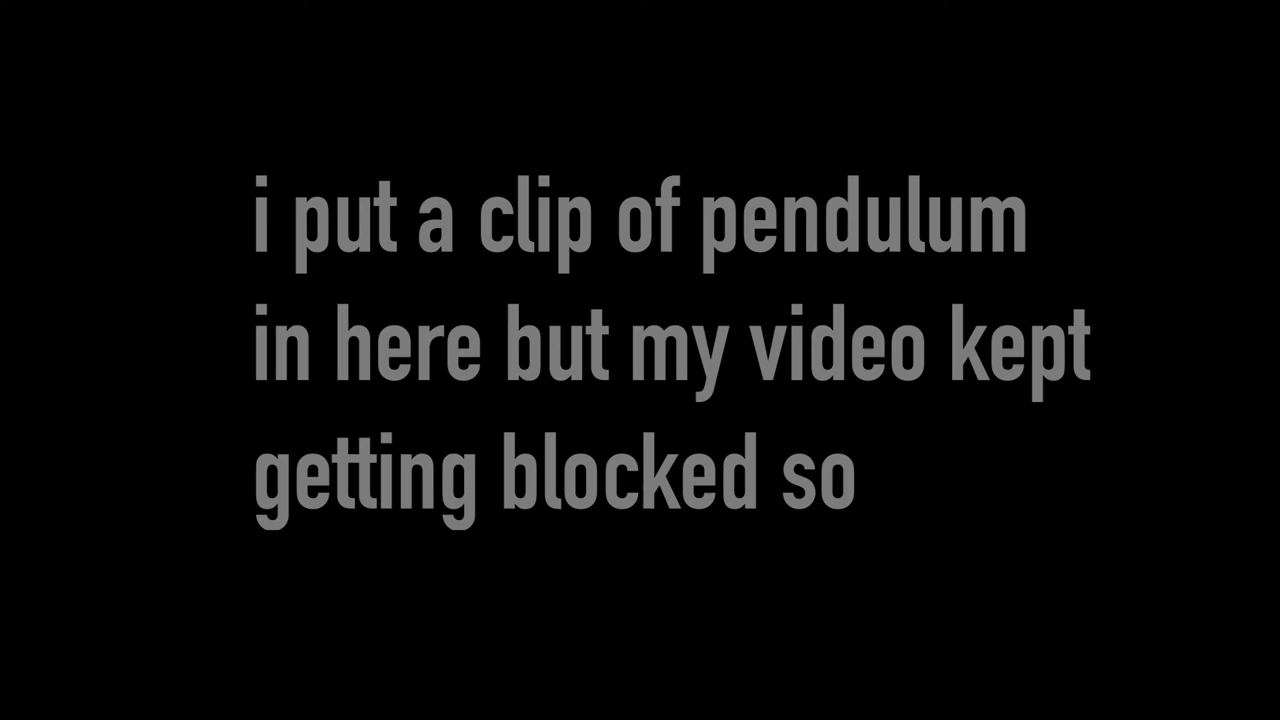 i put a clip of pendulum
in here but my video kept
getting blocked so